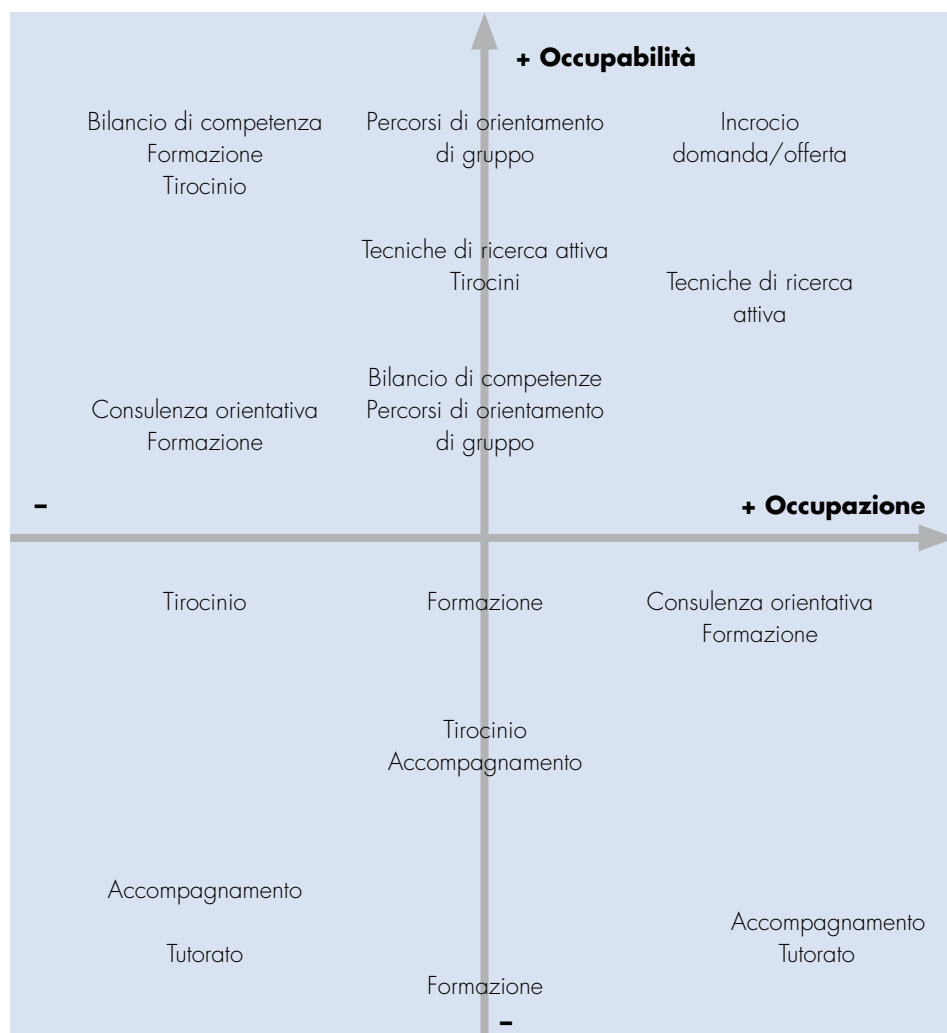 + Occupabilità
Bilancio di competenza
Formazione
Tirocinio
Percorsi di orientamento
di gruppo
Incrocio
domanda/offerta
Tecniche di ricerca attiva
Tirocini
Tecniche di ricerca
attiva
Consulenza orientativa
Formazione
Bilancio di competenze
Percorsi di orientamento
di gruppo
–
+ Occupazione
Tirocinio
Formazione
Consulenza orientativa
Formazione
Tirocinio
Accompagnamento
Accompagnamento
Tutorato
Accompagnamento
Tutorato
Formazione
–